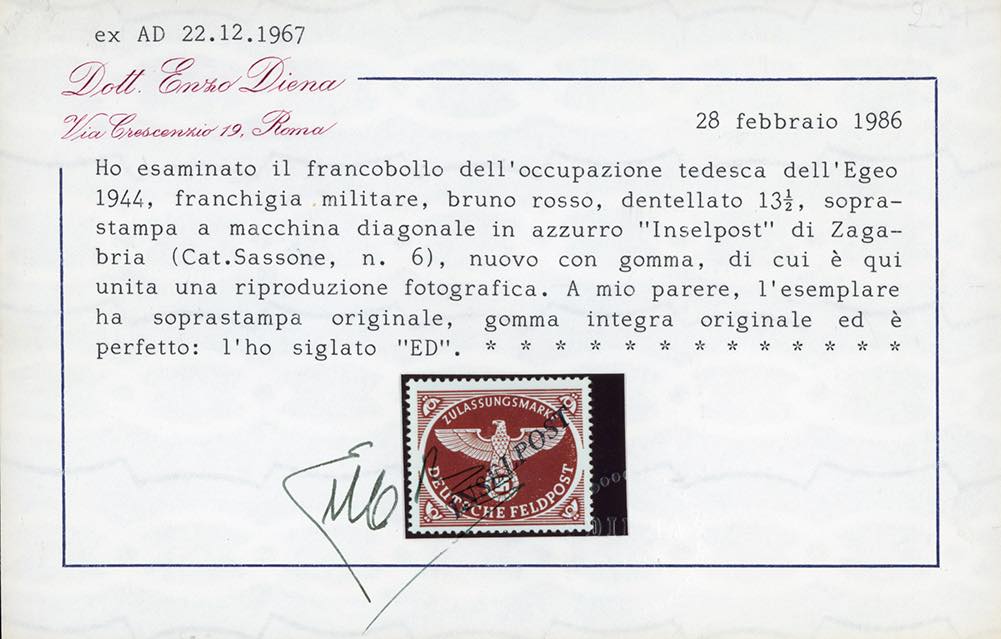 ex AD 22.12.1967
Dott. Enzo Diena
Via Crescenzio 19, Roma
28 febbraio 1986
Ho esaminato il francobollo dell'occupazione tedesca dell'Egeo
1944, franchigia militare, bruno rosso, dentellato 13½, sopra-
stampa a macchina diagonale in azzurro "Inselpost" di Zaga-
bria (Cat.Sassone, n. 6), nuovo con gomma, di cui è qui
unita una riproduzione fotografica. A mio parere, l'esemplare
ha soprastampa originale, gomma integra originale ed è
perfetto: l'ho siglato "ED". * * * * * * * * * * * * * *
ZULASSUNGSMARKE
INSELPOST
DEUTSCHE FELDPOST